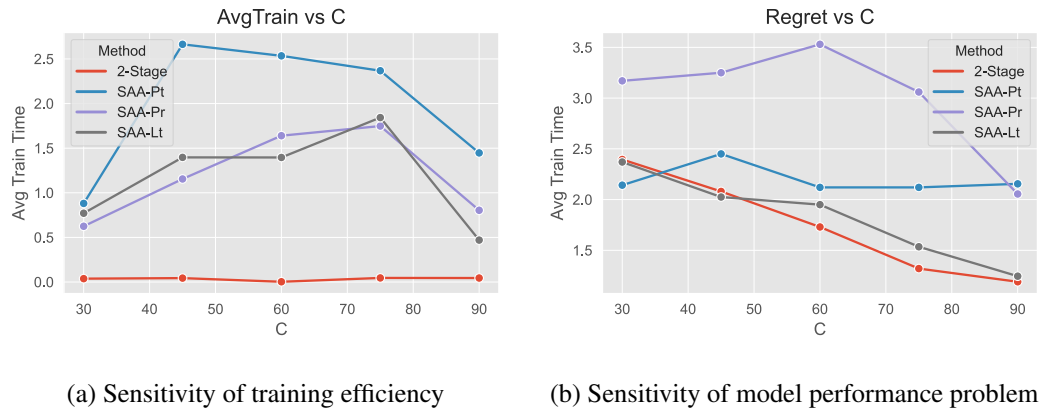 AvgTrain vs C
Avg Train Time
2.5
2.0
1.5
1.0
0.5
0.0
Method
2-Stage
SAA-Pt
SAA-Pr
SAA-Lt
30 40 50 60 70 80 90
C
Regret vs C
Avg Train Time
3.5
3.0
2.5
2.0
1.5
Method
2-Stage
SAA-Pt
SAA-Pr
SAA-Lt
30 40 50 60 70 80 90
C
(a) Sensitivity of training efficiency
(b) Sensitivity of model performance problem